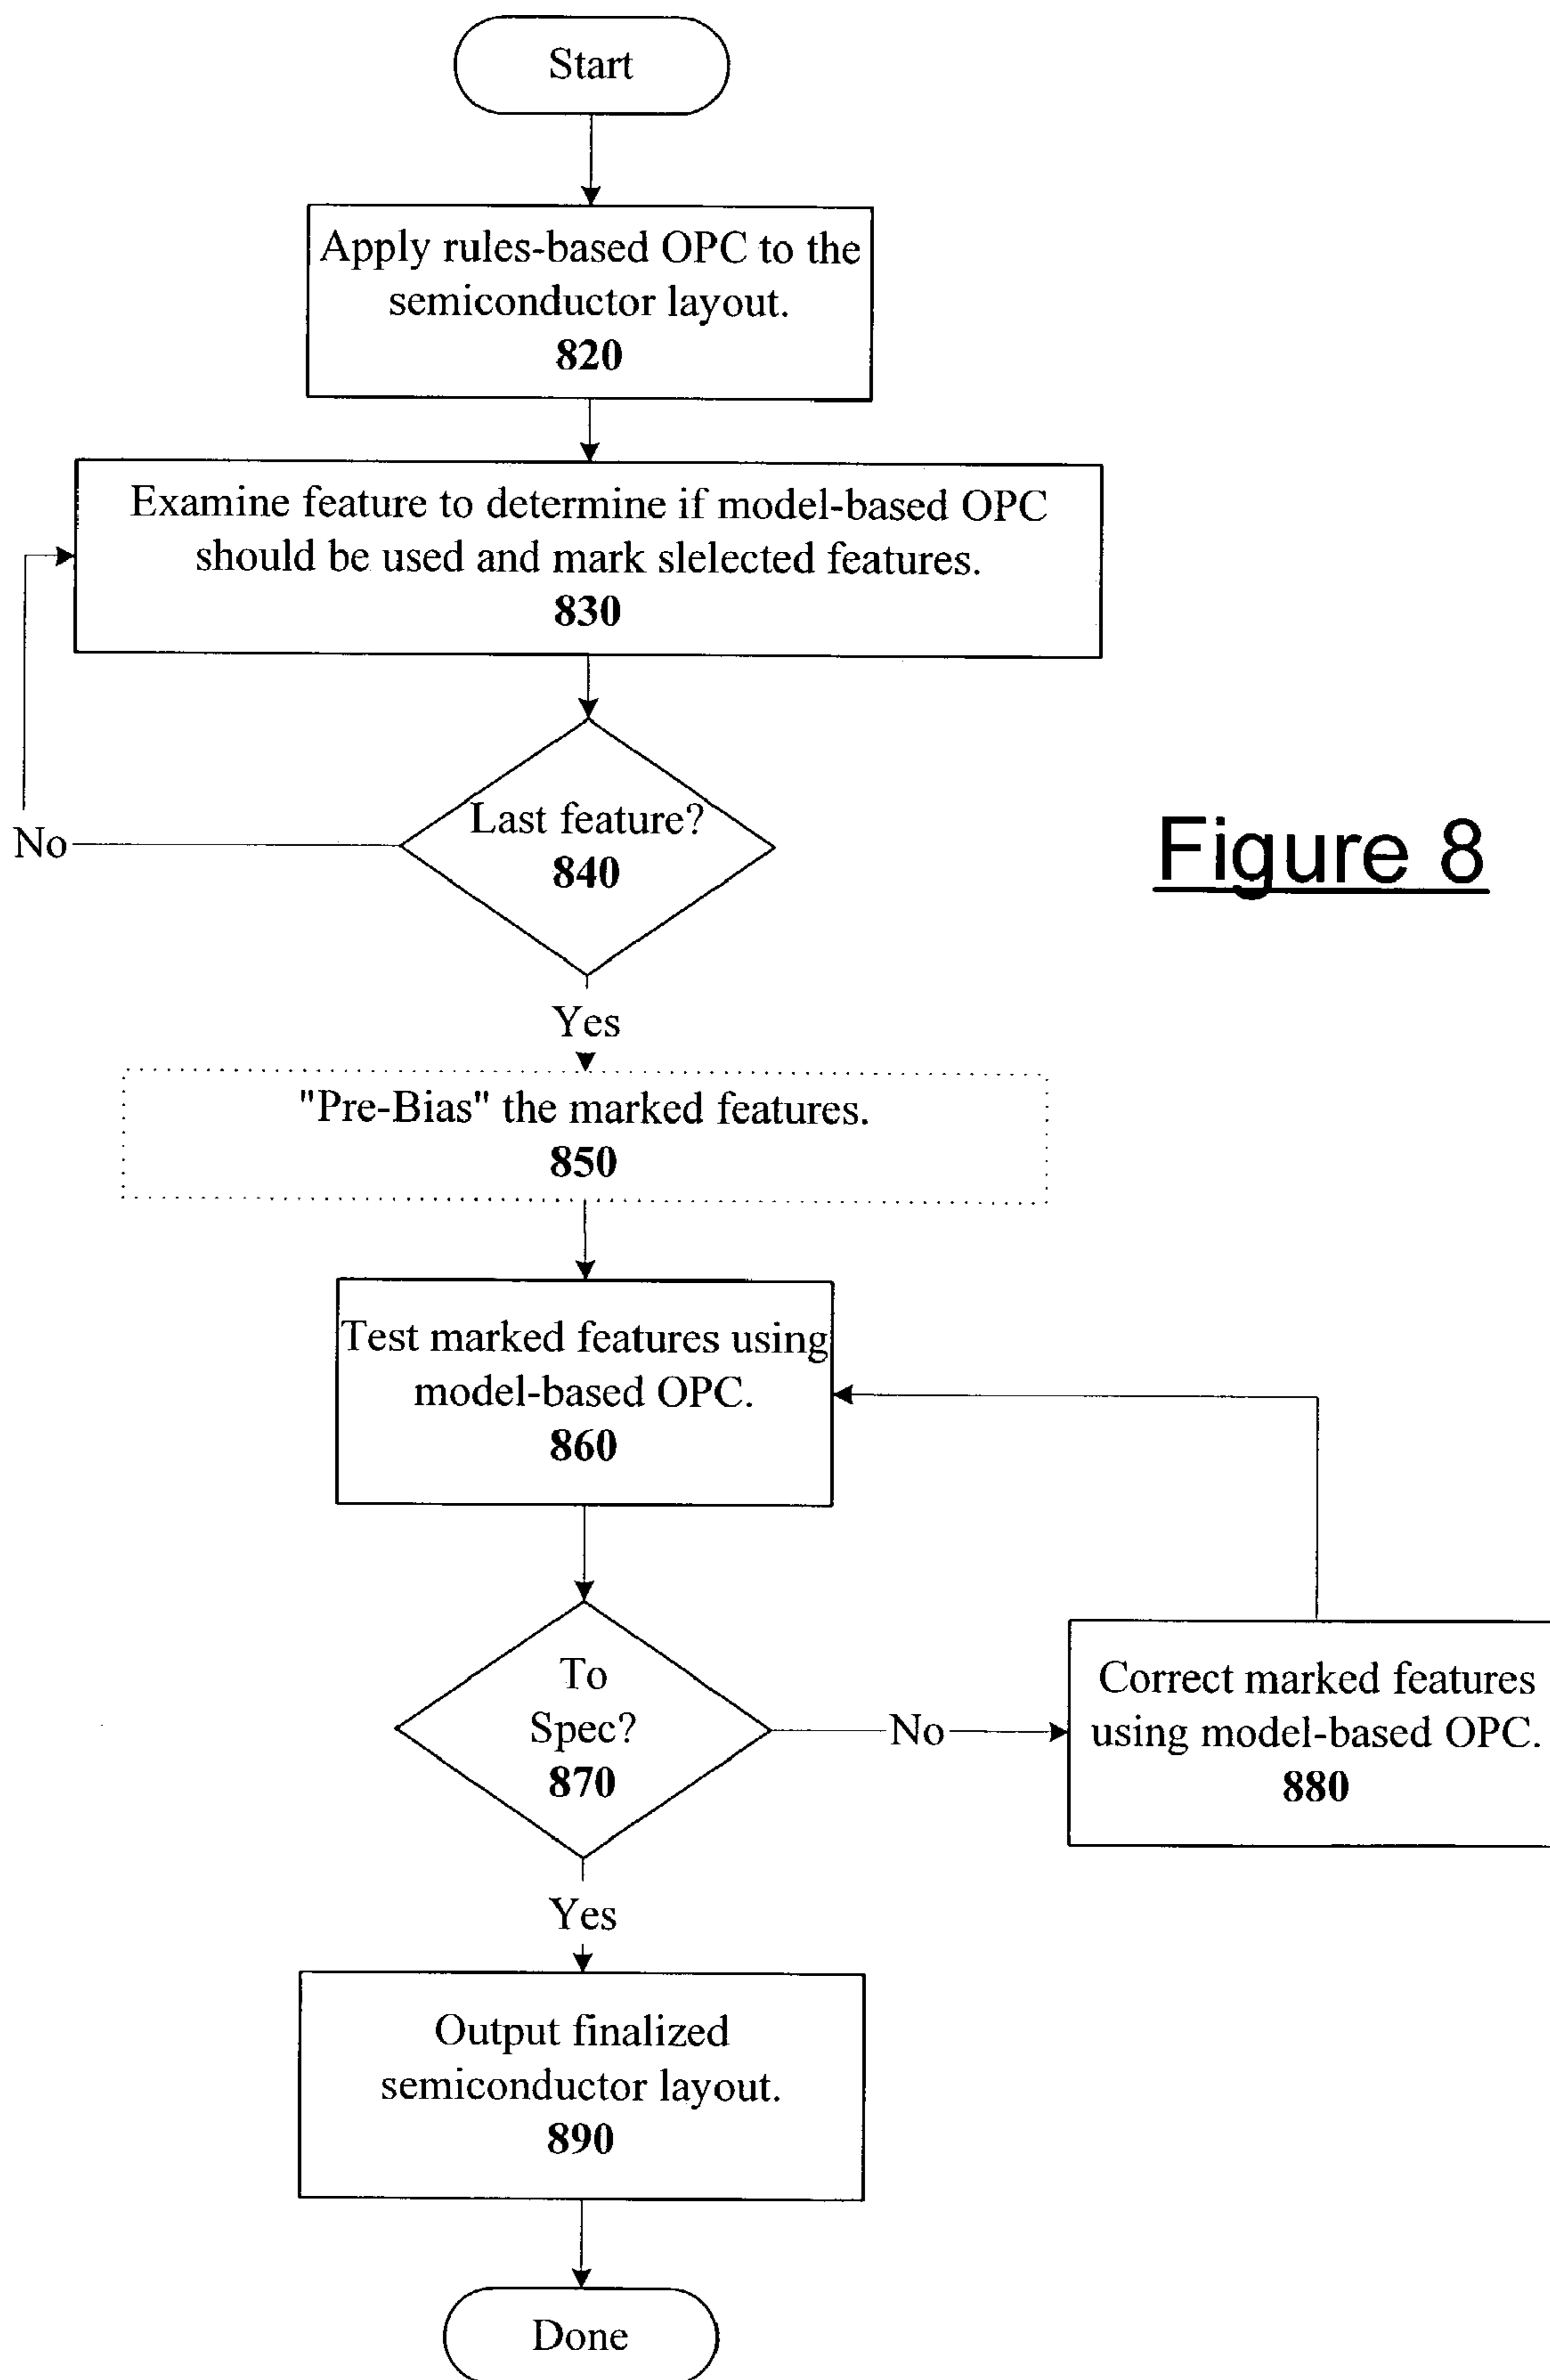 Start
Apply rules-based OPC to the
semiconductor layout.
820
Examine feature to determine if model-based OPC
should be used and mark slelected features.
830
Last feature?
840
No
Figure 8
Yes
"Pre-Bias" the marked features.
850
Test marked features using
model-based OPC.
860
To
Spec?
870
No
Correct marked features
using model-based OPC.
880
Yes
Output finalized
semiconductor layout.
890
Done